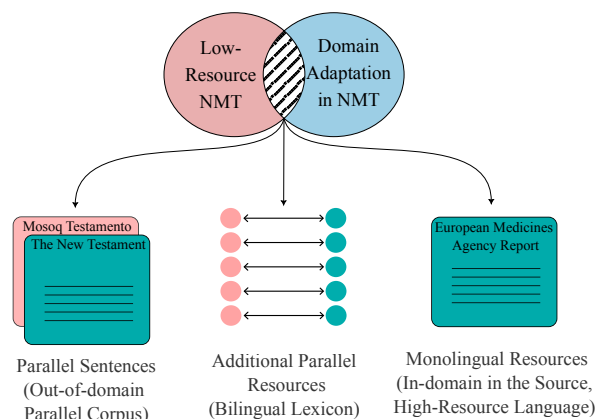 Low-
Resource
NMT
Domain
Adaptation
in NMT
Mosoq Testamento
The New Testament
European Medicines
Agency Report
Parallel Sentences
(Out-of-domain
Parallel Corpus)
Additional Parallel
Resources
(Bilingual Lexicon)
Monolingual Resources
(In-domain in the Source,
High-Resource Language)